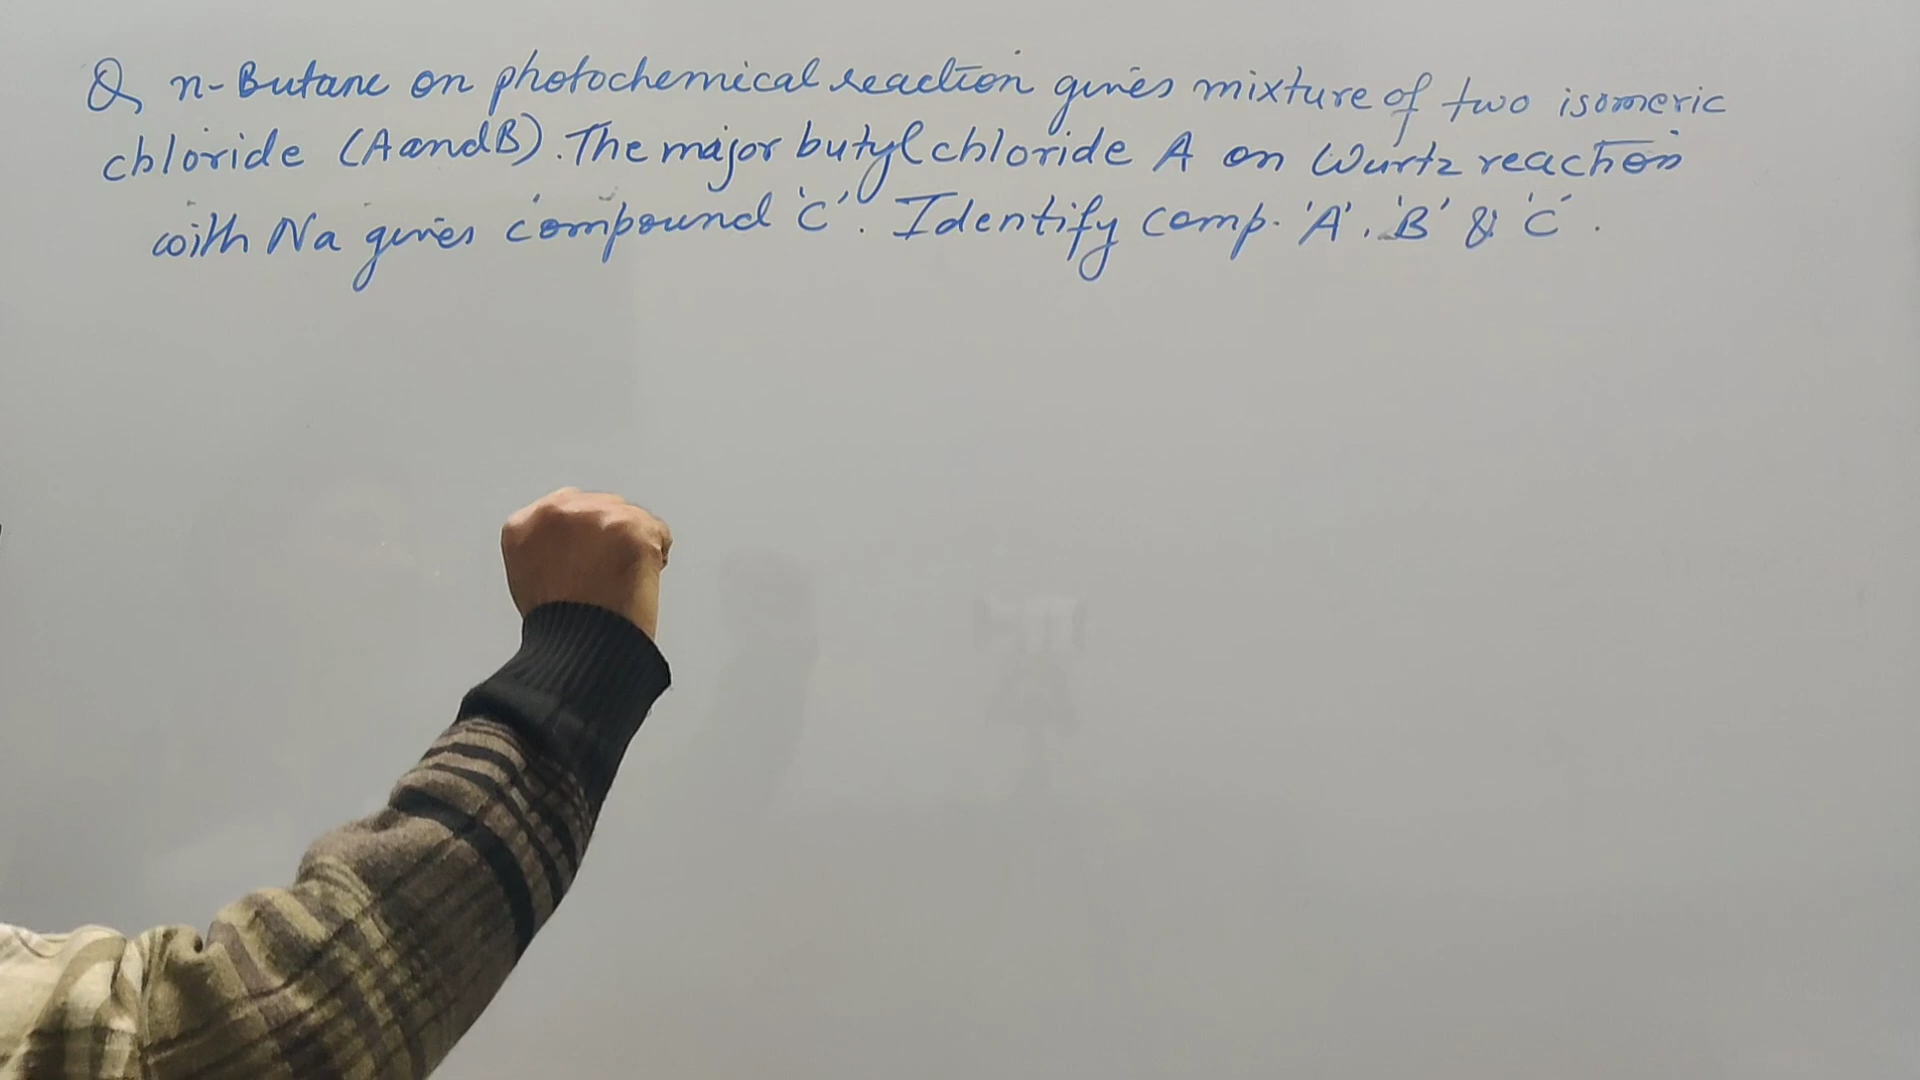 Q, n-Butane on photochemical reaction gives mixture of two isomeric
chloride (A and B). The major butyl chloride A on Wurtz reaction
with Na gives compound 'C'. Identify comp. 'A', 'B' & 'C'.